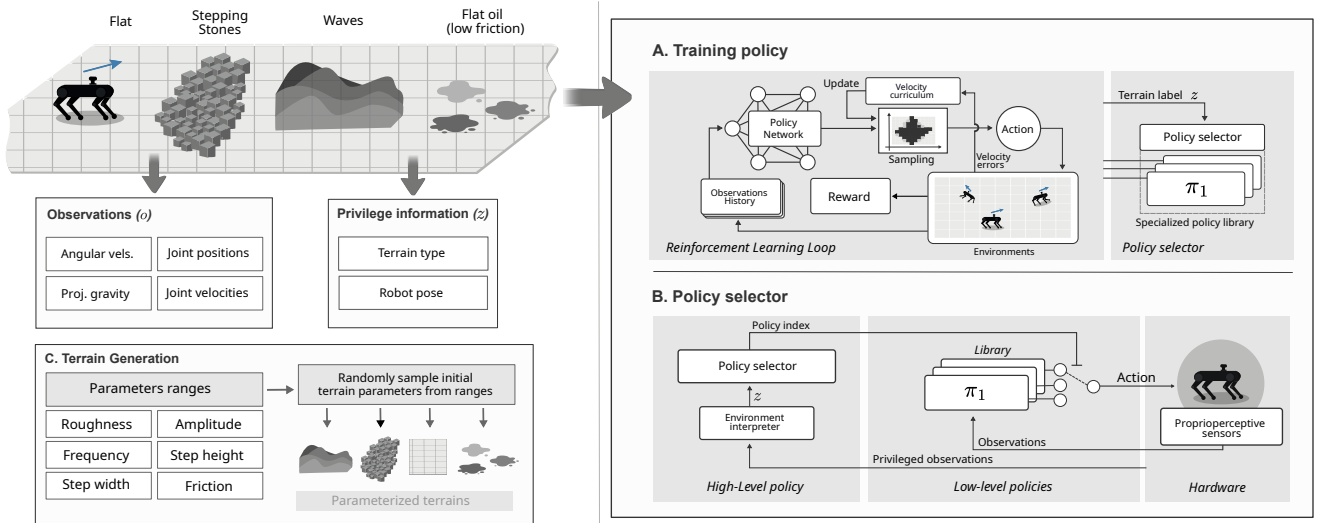 Flat
Stepping
Stones
Waves
Flat oil
(low friction)
Observations (o)
Angular vels.
Joint positions
Proj. gravity
Joint velocities
Privilege information (z)
Terrain type
Robot pose
C. Terrain Generation
Parameters ranges
Roughness
Amplitude
Frequency
Step height
Step width
Friction
Randomly sample initial
terrain parameters from ranges
Parameterized terrains
A. Training policy
Update
Velocity
curriculum
Policy
Network
Sampling
Action
Velocity
errors
Observations
History
Reward
Environments
Reinforcement Learning Loop
Terrain label z
Policy selector
π1
Specialized policy library
Policy selector
B. Policy selector
Policy index
Policy selector
z
Environment
interpreter
High-Level policy
Library
π1
Observations
Privileged observations
Low-level policies
Action
Proprioperceptive
sensors
Hardware